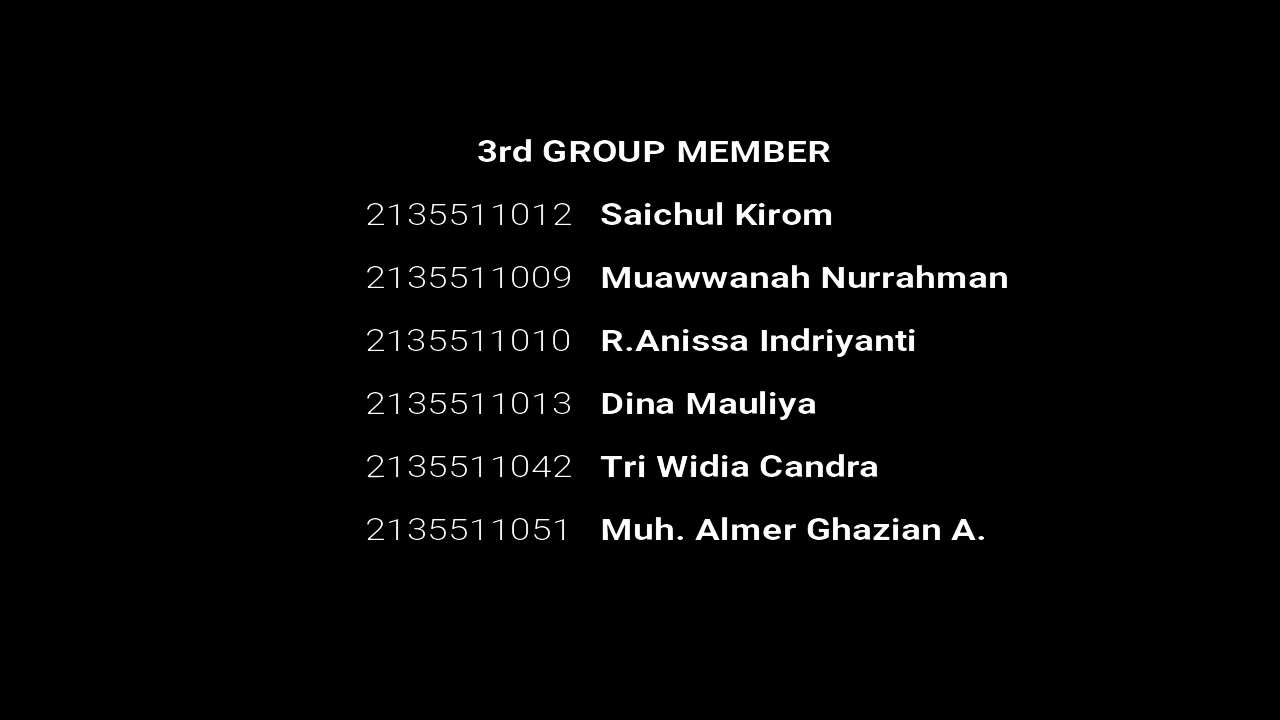 3rd GROUP MEMBER
2135511012 Saichul Kirom
2135511009 Muawwanah Nurrahman
2135511010 R.Anissa Indriyanti
2135511013 Dina Mauliya
2135511042 Tri Widia Candra
2135511051 Muh. Almer Ghazian A.